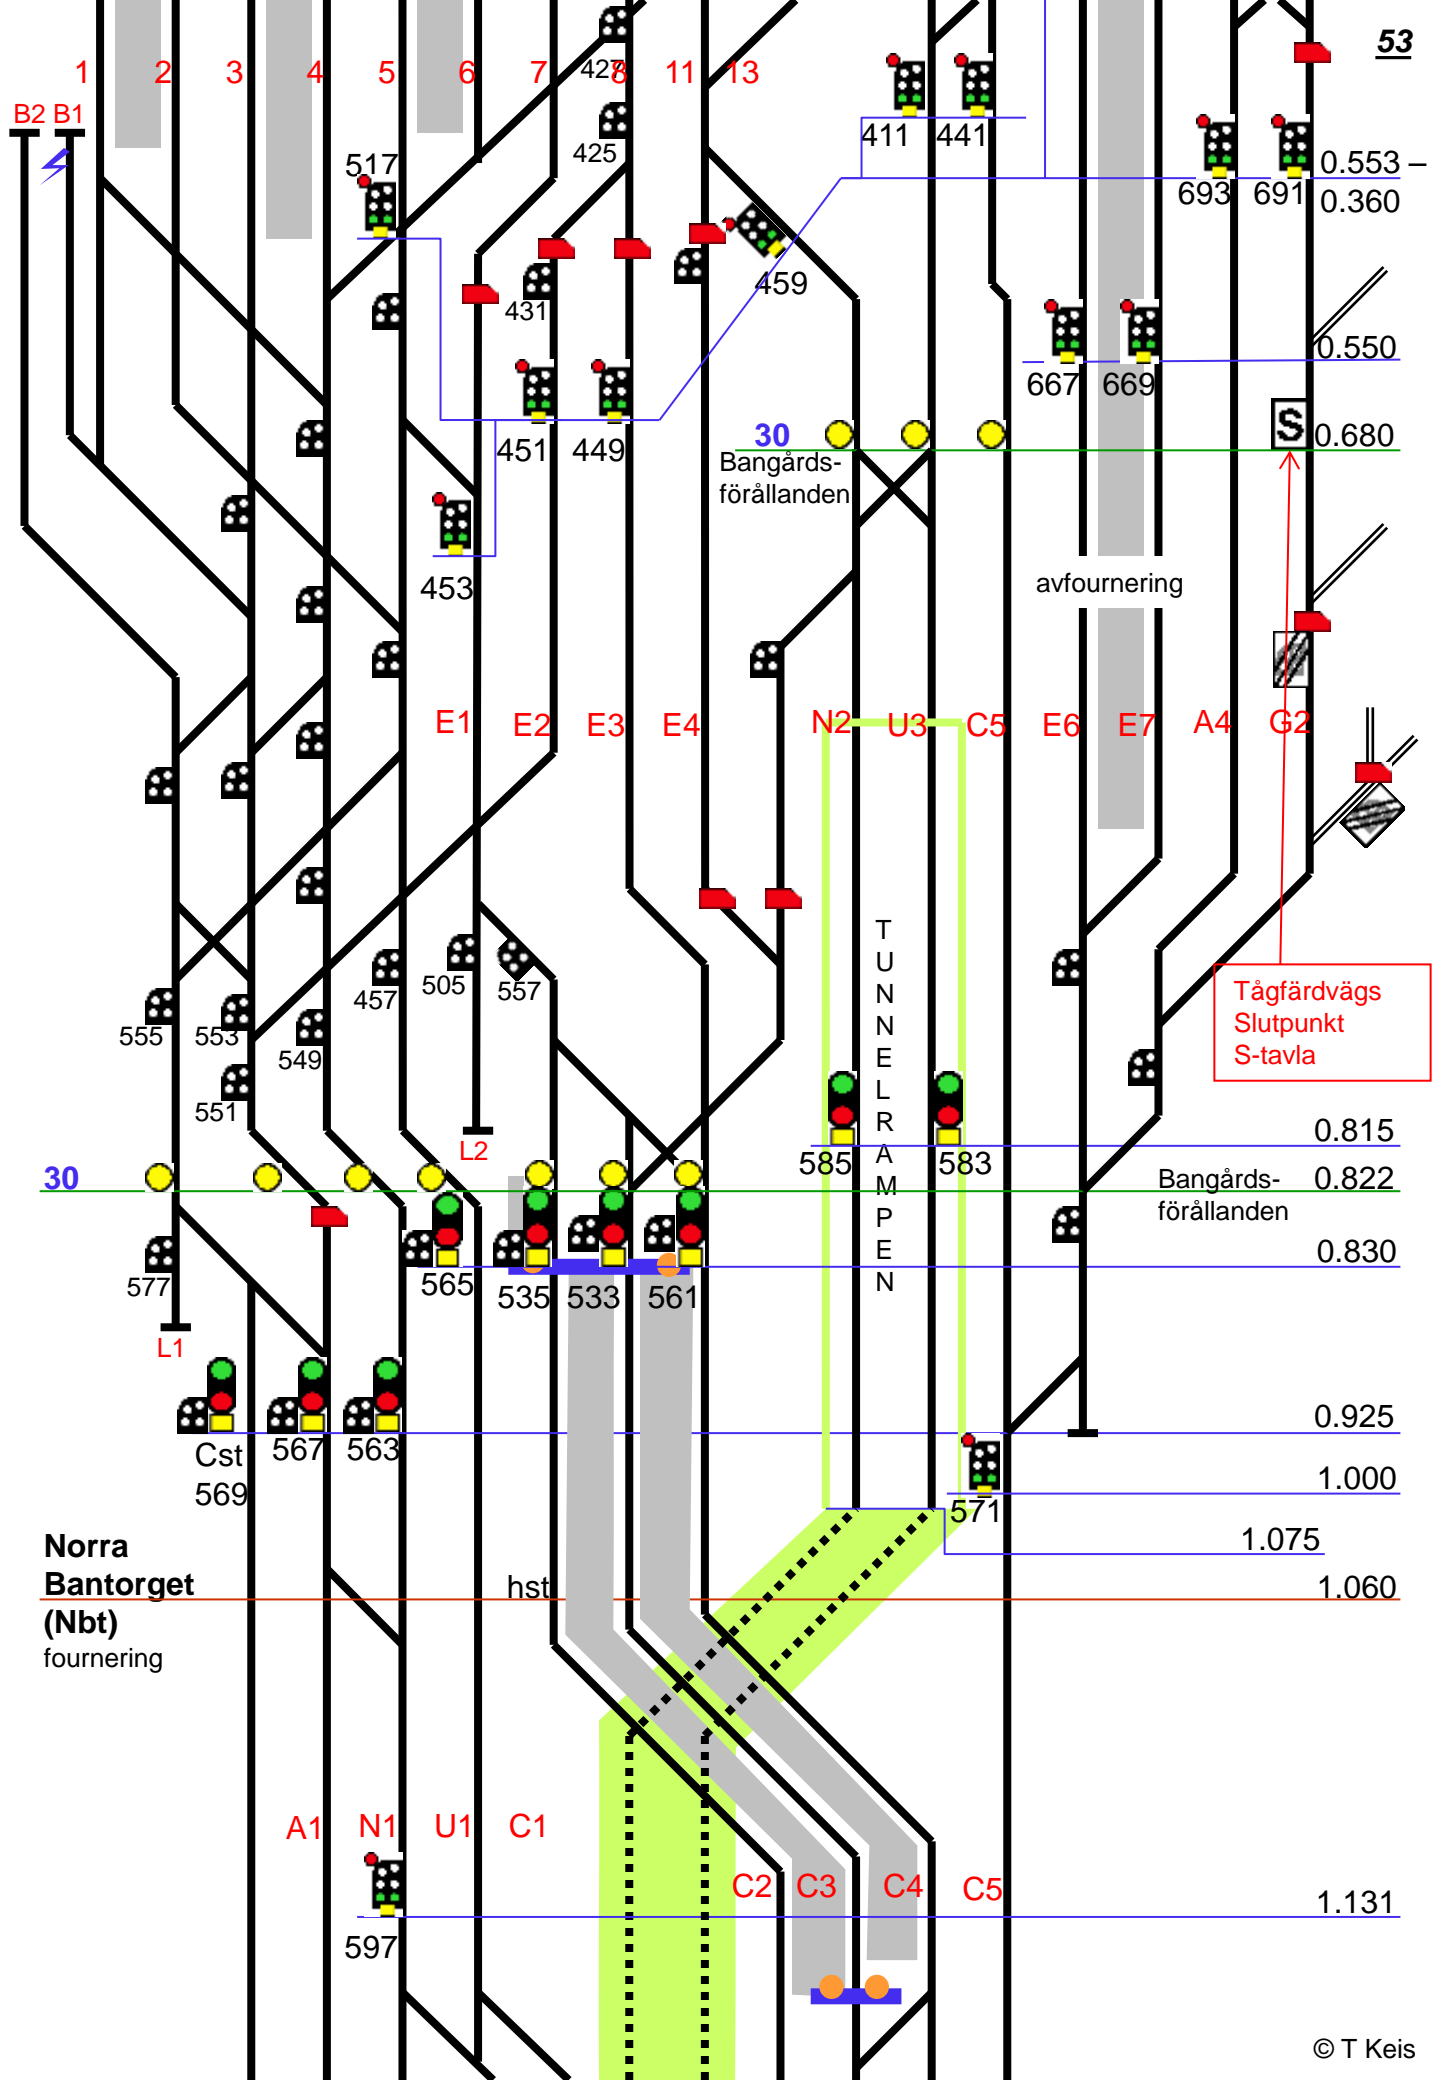 53
1 2 3 4 5 6 7 8 11 13
427
B2 B1
411 441
425
517
693 691
0.553 –
0.360
459
431
0.550
667 669
30
0.680
S
451 449
Bangårds-
förållanden
453
avfournering
E1 E2 E3 E4 N2 U3 C5 E6 E7 A4 G2
TUNNELRAMPEN
505 557
457
Tågfärdvägs
Slutpunkt
S-tavla
555 553
549
551
0.815
L2
585 583
30
Bangårds-
förållanden
0.822
0.830
577
565 535 533 561
L1
0.925
567 563
Cst
569
1.000
571
1.075
Norra
Bantorget
(Nbt)
fournering
hst
1.060
A1 N1 U1 C1
C2 C3 C4 C5
1.131
597
© T Keis